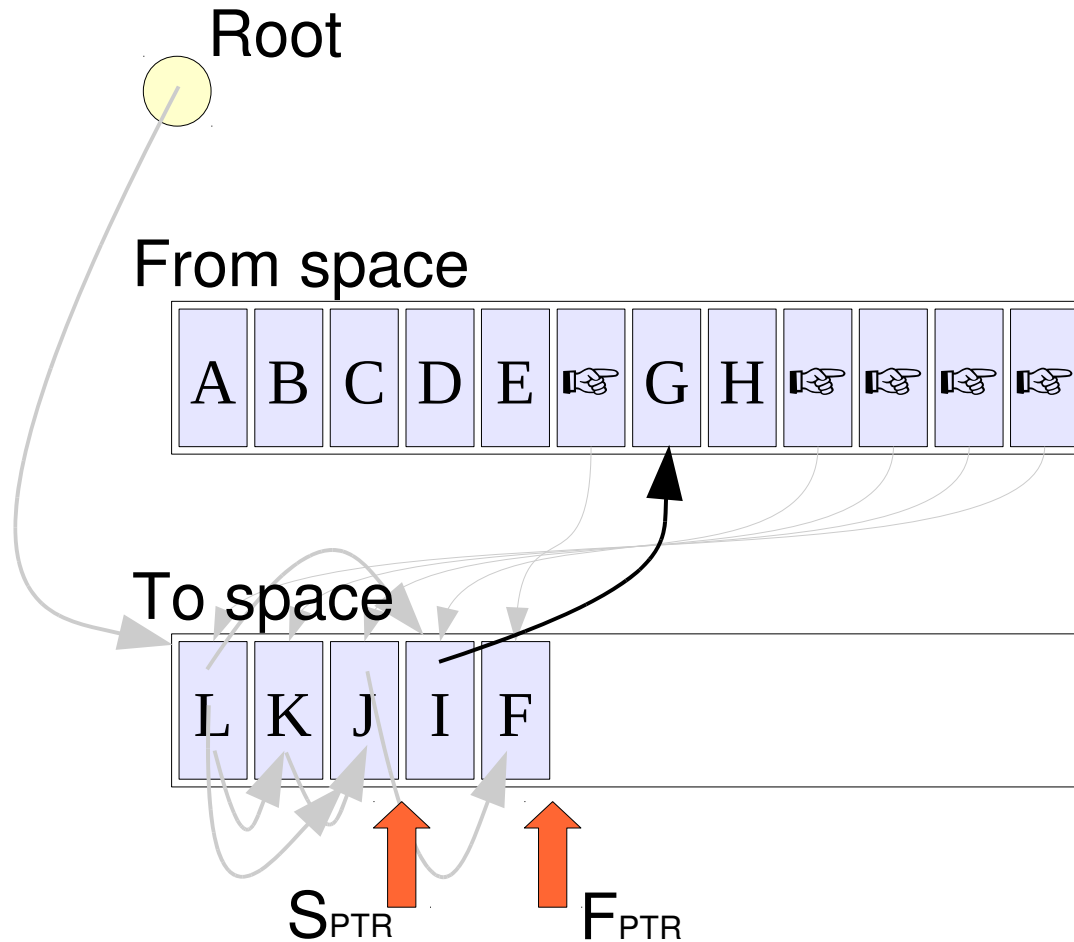 Root
From space
A B C D E ☞ G H ☞ ☞ ☞ ☞
To space
L K J I F
SPTR FPTR